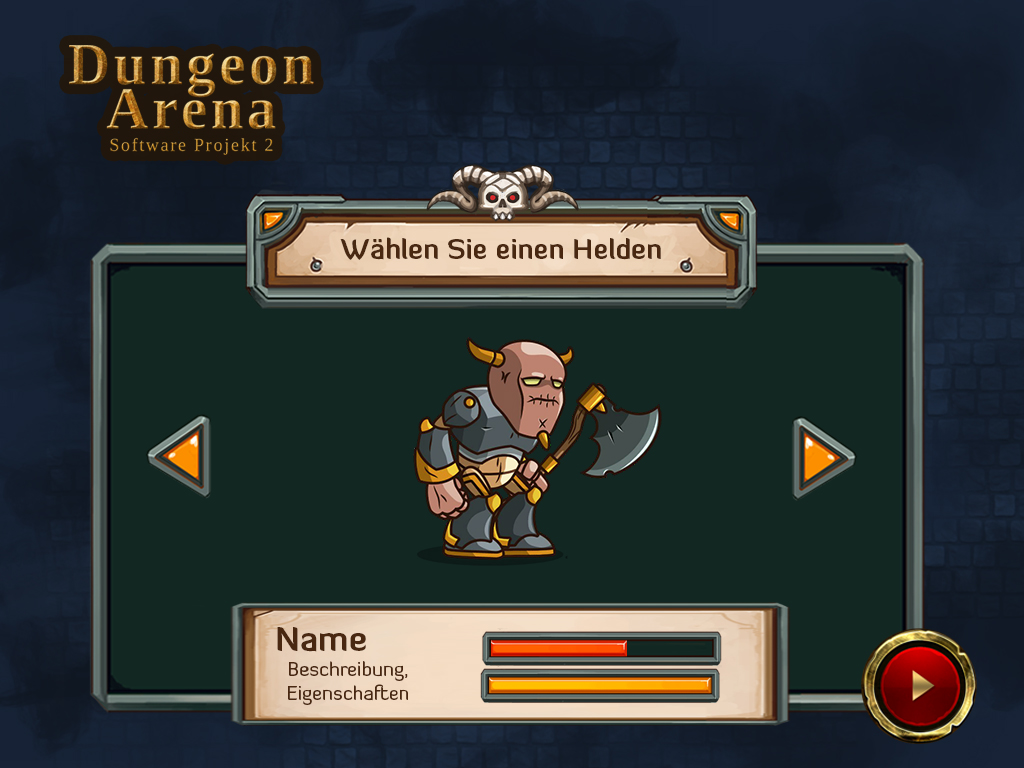 Dungeon
Arena
Software Projekt 2
Wählen Sie einen Helden
Name
Beschreibung,
Eigenschaften